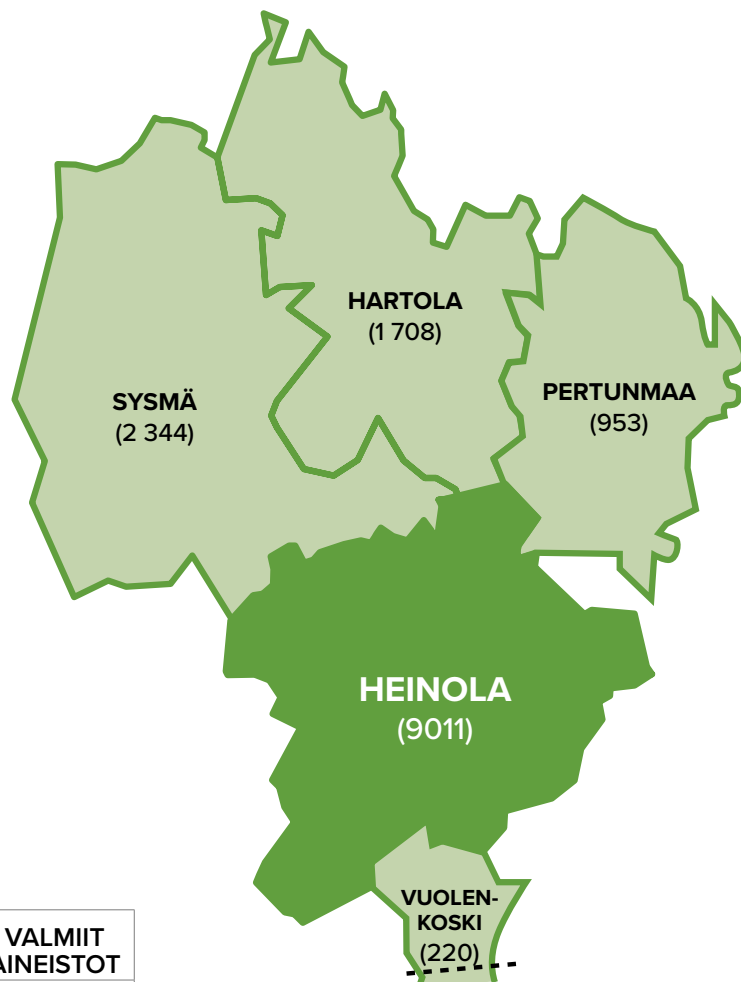 HARTOLA
(1 708)
PERTUNMAA
(953)
SYSMÄ
(2 344)
HEINOLA
(9011)
VUOLEN-
KOSKI
(220)
VALMIIT
AINEISTOT